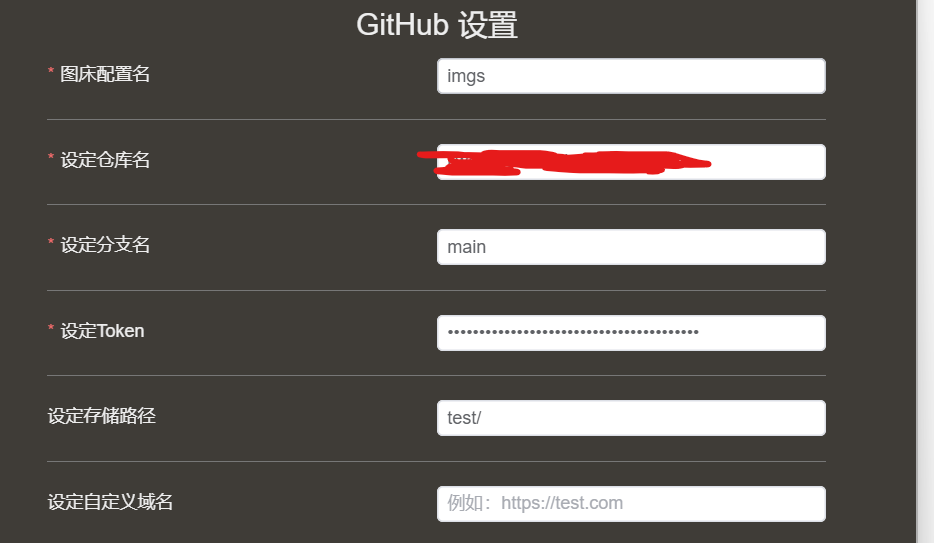 GitHub 设置
* 图床配置名 imgs
* 设定仓库名
* 设定分支名 main
* 设定Token ••••••••••••••••••••••••••••••••••••••••
设定存储路径 test/
设定自定义域名 例如：https://test.com